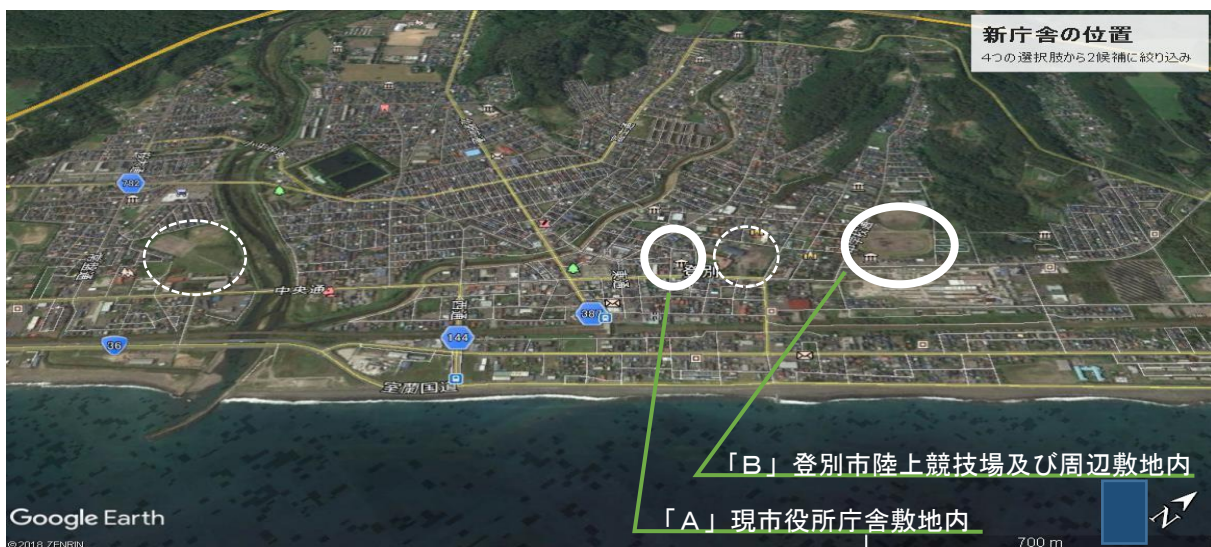 新庁舎の位置
4つの選択肢から2候補に絞り込み
782
中央通
登別
387
144
36
室蘭国道
「B」登別市陸上競技場及び周辺敷地内
「A」現市役所庁舎敷地内
N
Google Earth
©2018 ZENRIN
700 m